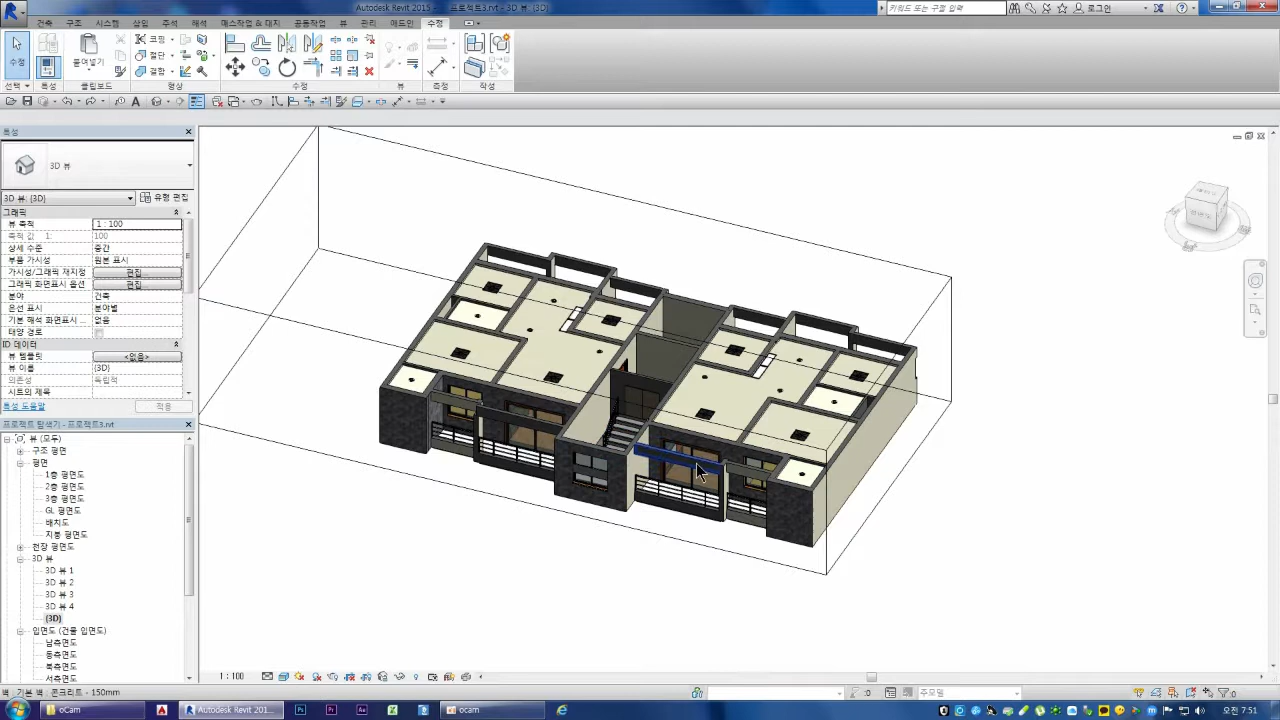 Autodesk Revit 2015 - 프로젝트3.rvt - 3D 뷰: {3D}
키워드 또는 구절 입력
로그인
건축 구조 시스템 삽입 주석 해석 매스작업 & 대지 공동작업 뷰 관리 애드인 수정
수정
붙여넣기
코핑
절단
결합
선택 특성 클립보드 형상 수정 뷰 측정 작성
특성
3D 뷰
3D 뷰: {3D}
유형 편집
그래픽
뷰 축척 1 : 100
축척 값 1: 100
상세 수준 중간
부품 가시성 원본 표시
가시성/그래픽 재지정 편집
그래픽 화면표시 옵션 편집
분야 건축
은선 표시 분야별
기본 해석 화면표시 ... 없음
태양 경로
ID 데이터
뷰 템플릿 <없음>
뷰 이름 {3D}
의존성 독립적
시트의 제목
특성 도움말 적용
프로젝트 탐색기 - 프로젝트3.rvt
뷰 (모두)
구조 평면
평면
1층 평면도
2층 평면도
3층 평면도
GL 평면도
배치도
지붕 평면도
천장 평면도
3D 뷰
3D 뷰 1
3D 뷰 2
3D 뷰 3
3D 뷰 4
{3D}
입면도 (건물 입면도)
남측면도
동측면도
북측면도
서측면도
1 : 100
벽 : 기본 벽 : 콘크리트 - 150mm
:0
주모델
:0
oCam
Autodesk Revit 201...
ocam
오전 7:51